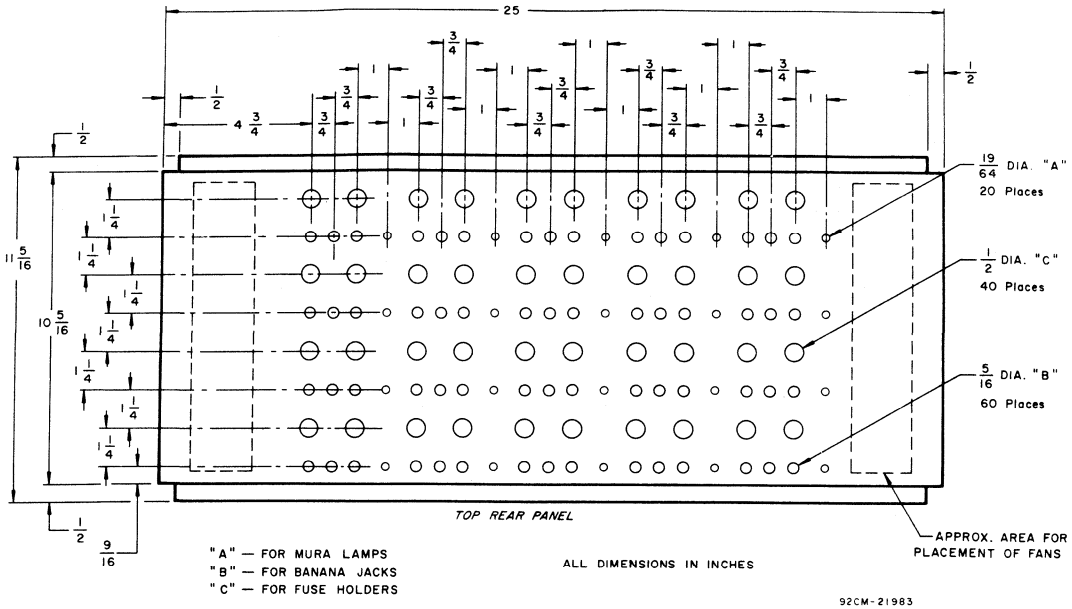 25
3/4 1 3/4
1 1 3/4 1 1/2
1/2 3/4 3/4 3/4 1 3/4 1
4 3/4 3/4 1 1 3/4 1 3/4 3/4
1/2
19/64 DIA. "A"
20 Places
1 1/4
11 5/16
1 1/4
1/2 DIA. "C"
40 Places
1 1/4
10 5/16
1 1/4
1 1/4
5/16 DIA. "B"
60 Places
1 1/4
1 1/4
TOP REAR PANEL
1/2
9/16
APPROX. AREA FOR
PLACEMENT OF FANS
"A" — FOR MURA LAMPS
"B" — FOR BANANA JACKS
"C" — FOR FUSE HOLDERS
ALL DIMENSIONS IN INCHES
92CM-21983